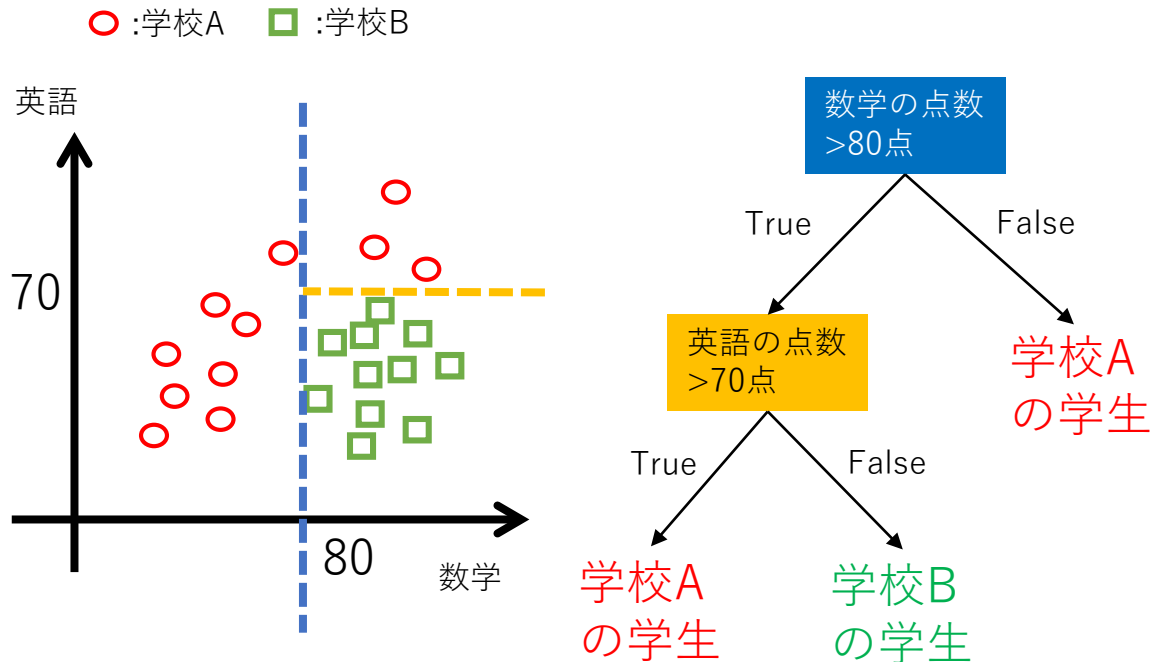 :学校A :学校B
英語
70
80
数学
数学の点数
>80点
True
False
英語の点数
>70点
学校A
の学生
True
False
学校A
の学生
学校B
の学生